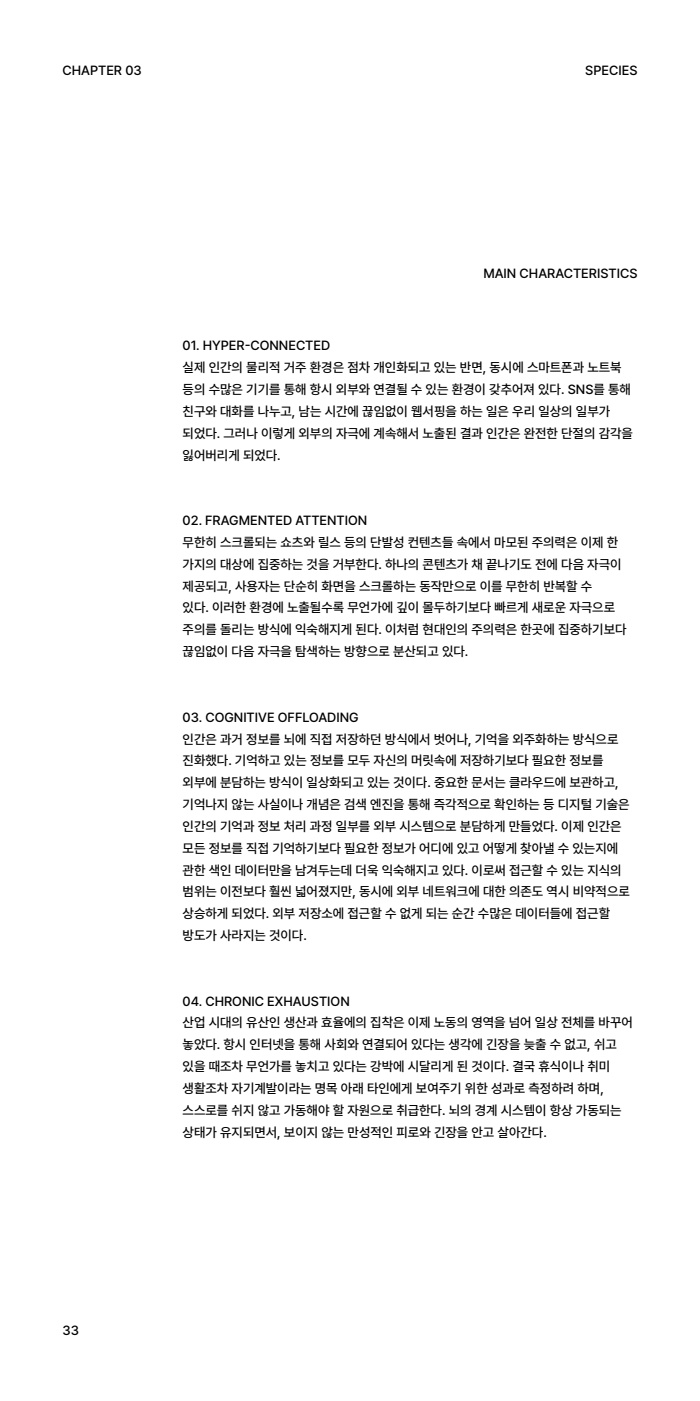 CHAPTER 03
SPECIES
MAIN CHARACTERISTICS
01. HYPER-CONNECTED
실제 인간의 물리적 거주 환경은 점차 개인화되고 있는 반면, 동시에 스마트폰과 노트북
등의 수많은 기기를 통해 항시 외부와 연결될 수 있는 환경이 갖추어져 있다. SNS를 통해
친구와 대화를 나누고, 남는 시간에 끊임없이 웹서핑을 하는 일은 우리 일상의 일부가
되었다. 그러나 이렇게 외부의 자극에 계속해서 노출된 결과 인간은 완전한 단절의 감각을
잃어버리게 되었다.
02. FRAGMENTED ATTENTION
무한히 스크롤되는 쇼츠와 릴스 등의 단발성 컨텐츠들 속에서 마모된 주의력은 이제 한
가지의 대상에 집중하는 것을 거부한다. 하나의 콘텐츠가 채 끝나기도 전에 다음 자극이
제공되고, 사용자는 단순히 화면을 스크롤하는 동작만으로 이를 무한히 반복할 수
있다. 이러한 환경에 노출될수록 무언가에 깊이 몰두하기보다 빠르게 새로운 자극으로
주의를 돌리는 방식에 익숙해지게 된다. 이처럼 현대인의 주의력은 한곳에 집중하기보다
끊임없이 다음 자극을 탐색하는 방향으로 분산되고 있다.
03. COGNITIVE OFFLOADING
인간은 과거 정보를 뇌에 직접 저장하던 방식에서 벗어나, 기억을 외주화하는 방식으로
진화했다. 기억하고 있는 정보를 모두 자신의 머릿속에 저장하기보다 필요한 정보를
외부에 분담하는 방식이 일상화되고 있는 것이다. 중요한 문서는 클라우드에 보관하고,
기억나지 않는 사실이나 개념은 검색 엔진을 통해 즉각적으로 확인하는 등 디지털 기술은
인간의 기억과 정보 처리 과정 일부를 외부 시스템으로 분담하게 만들었다. 이제 인간은
모든 정보를 직접 기억하기보다 필요한 정보가 어디에 있고 어떻게 찾아낼 수 있는지에
관한 색인 데이터만을 남겨두는데 더욱 익숙해지고 있다. 이로써 접근할 수 있는 지식의
범위는 이전보다 훨씬 넓어졌지만, 동시에 외부 네트워크에 대한 의존도 역시 비약적으로
상승하게 되었다. 외부 저장소에 접근할 수 없게 되는 순간 수많은 데이터들에 접근할
방도가 사라지는 것이다.
04. CHRONIC EXHAUSTION
산업 시대의 유산인 생산과 효율에의 집착은 이제 노동의 영역을 넘어 일상 전체를 바꾸어
놓았다. 항시 인터넷을 통해 사회와 연결되어 있다는 생각에 긴장을 늦출 수 없고, 쉬고
있을 때조차 무언가를 놓치고 있다는 강박에 시달리게 된 것이다. 결국 휴식이나 취미
생활조차 자기계발이라는 명목 아래 타인에게 보여주기 위한 성과로 측정하려 하며,
스스로를 쉬지 않고 가동해야 할 자원으로 취급한다. 뇌의 경계 시스템이 항상 가동되는
상태가 유지되면서, 보이지 않는 만성적인 피로와 긴장을 안고 살아간다.
33